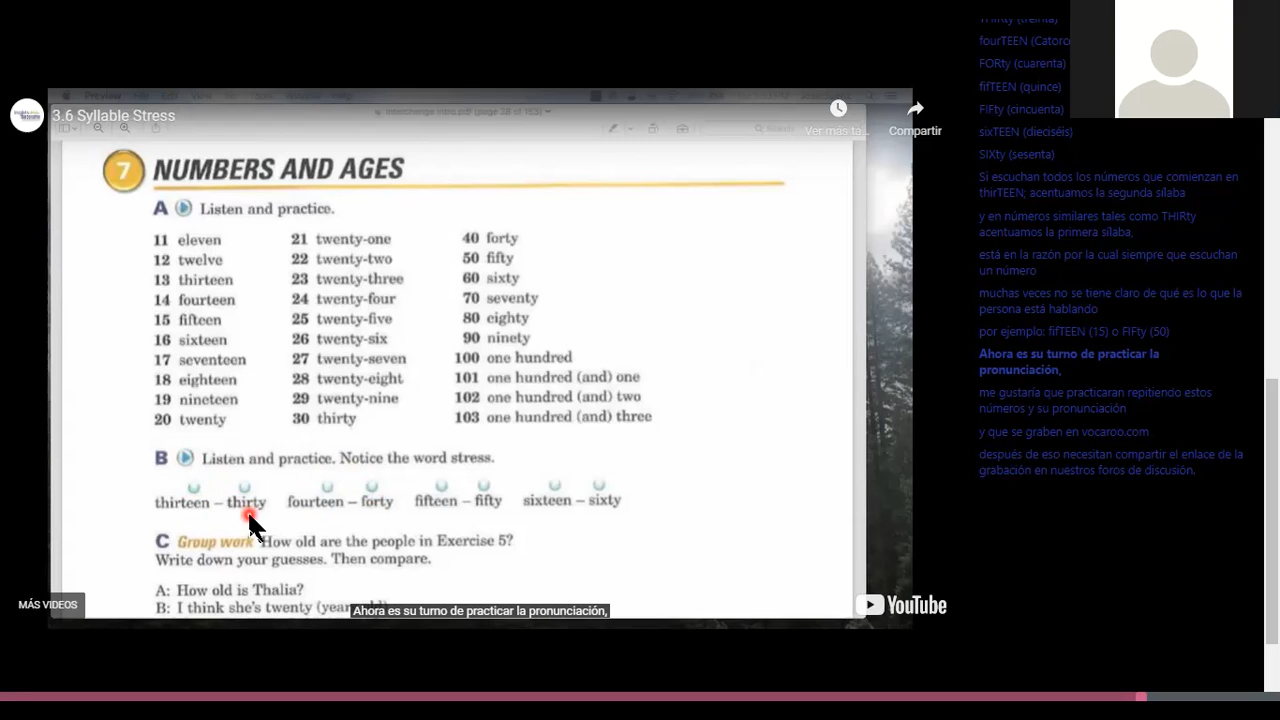 3.6 Syllable Stress
Ver más ta...
Compartir
7 NUMBERS AND AGES
A Listen and practice.
11 eleven 21 twenty-one 40 forty
12 twelve 22 twenty-two 50 fifty
13 thirteen 23 twenty-three 60 sixty
14 fourteen 24 twenty-four 70 seventy
15 fifteen 25 twenty-five 80 eighty
16 sixteen 26 twenty-six 90 ninety
17 seventeen 27 twenty-seven 100 one hundred
18 eighteen 28 twenty-eight 101 one hundred (and) one
19 nineteen 29 twenty-nine 102 one hundred (and) two
20 twenty 30 thirty 103 one hundred (and) three
B Listen and practice. Notice the word stress.
thirteen – thirty fourteen – forty fifteen – fifty sixteen – sixty
C Group work How old are the people in Exercise 5?
Write down your guesses. Then compare.
A: How old is Thalia?
B: I think she's twenty
MÁS VIDEOS
Ahora es su turno de practicar la pronunciación,
YouTube
THIRty (treinta)
fourTEEN (Catorc
FORty (cuarenta)
fifTEEN (quince)
FIFty (cincuenta)
sixTEEN (dieciséis)
SIXty (sesenta)
Si escuchan todos los números que comienzan en
thirTEEN; acentuamos la segunda sílaba
y en números similares tales como THIRty
acentuamos la primera sílaba,
está en la razón por la cual siempre que escuchan
un número
muchas veces no se tiene claro de qué es lo que la
persona está hablando
por ejemplo: fifTEEN (15) o FIFty (50)
Ahora es su turno de practicar la
pronunciación,
me gustaría que practicaran repitiendo estos
números y su pronunciación
y que se graben en vocaroo.com
después de eso necesitan compartir el enlace de la
grabación en nuestros foros de discusión.